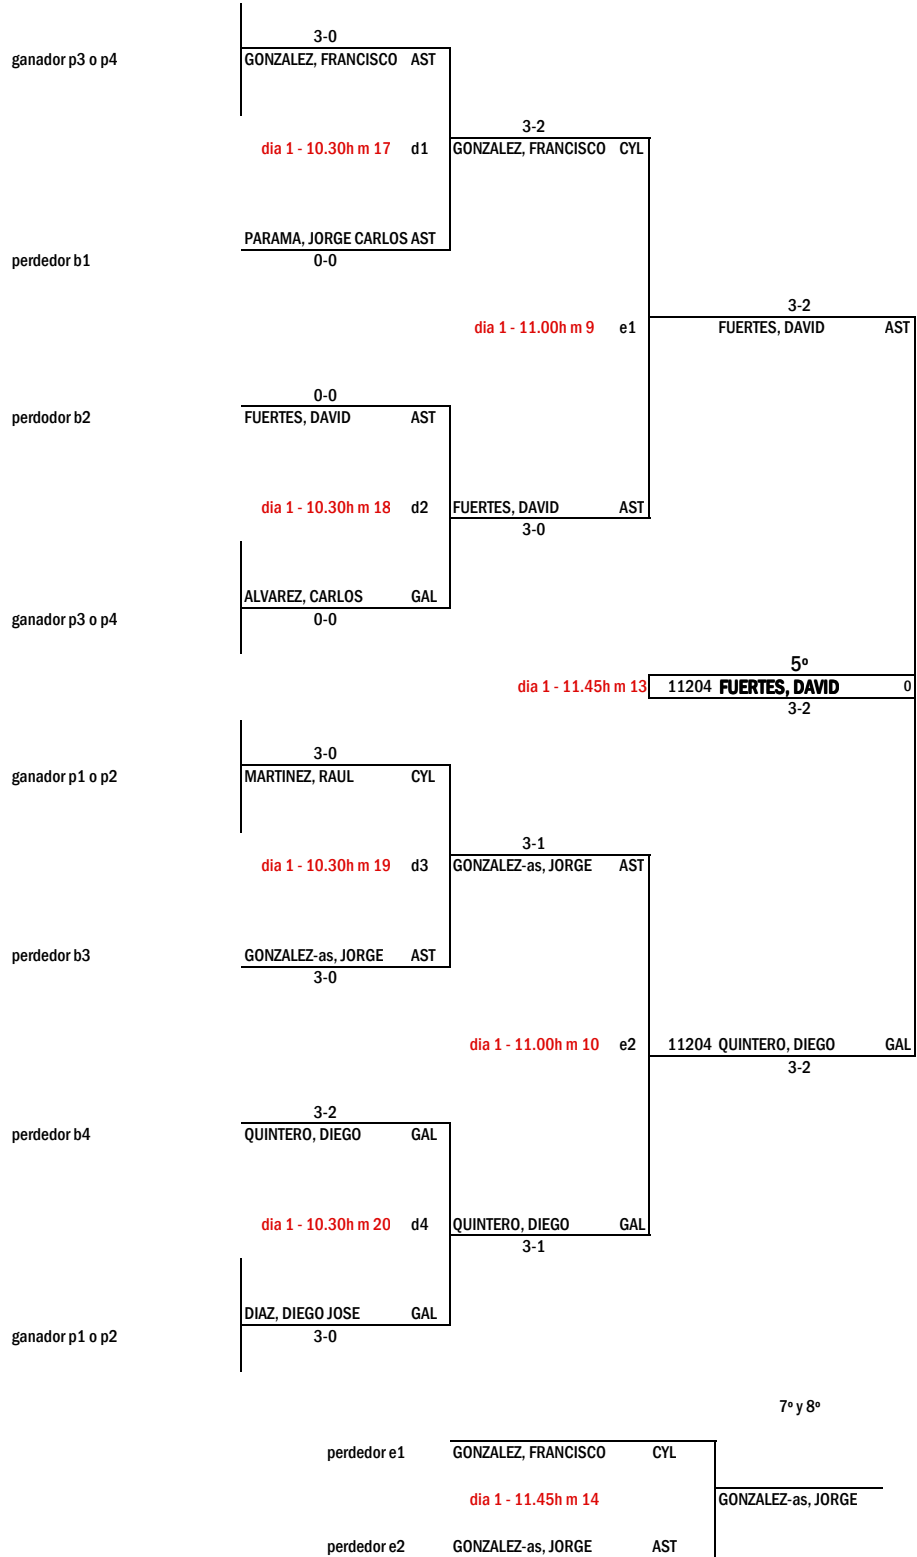 3-0
ganador p3 o p4 GONZALEZ, FRANCISCO AST
3-2
dia 1 - 10.30h m 17 d1 GONZALEZ, FRANCISCO CYL
PARAMA, JORGE CARLOS AST
perdedor b1 0-0
3-2
dia 1 - 11.00h m 9 e1 FUERTES, DAVID AST
0-0
perdodor b2 FUERTES, DAVID AST
dia 1 - 10.30h m 18 d2 FUERTES, DAVID AST
3-0
ALVAREZ, CARLOS GAL
ganador p3 o p4 0-0
5º
dia 1 - 11.45h m 13 11204 FUERTES, DAVID 0
3-2
3-0
ganador p1 o p2 MARTINEZ, RAUL CYL
3-1
dia 1 - 10.30h m 19 d3 GONZALEZ-as, JORGE AST
perdedor b3 GONZALEZ-as, JORGE AST
3-0
dia 1 - 11.00h m 10 e2 11204 QUINTERO, DIEGO GAL
3-2
3-2
perdedor b4 QUINTERO, DIEGO GAL
dia 1 - 10.30h m 20 d4 QUINTERO, DIEGO GAL
3-1
DIAZ, DIEGO JOSE GAL
ganador p1 o p2 3-0
7º y 8º
perdedor e1 GONZALEZ, FRANCISCO CYL
dia 1 - 11.45h m 14 GONZALEZ-as, JORGE
perdedor e2 GONZALEZ-as, JORGE AST